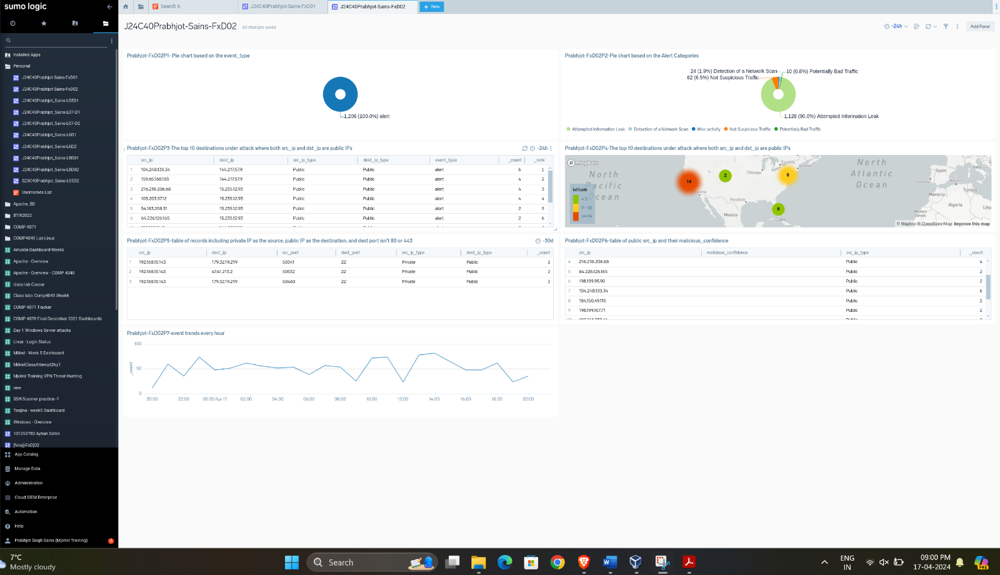 sumo logic
Installed Apps
Personal
J24C40Prabhjot-Sains-FxD01
J24C40Prabhjot-Sains-FxD02
J24C40Prabhjot_Sains-L05D1
J24C40Prabhjot_Sains-L07-D1
J24C40Prabhjot_Sains-L07-D2
J24C40Prabhjot_Sains-L6D1
J24C40Prabhjot_Sains-L6D2
J24C40Prabhjot_Sains-L8D01
J24C40Prabhjot_Sains-L8D02
S23C40Prabhjot_Sains-L05D2
Usernames List
Apache_BD
BTIR2022
COMP 4071
COMP4040 Lab Linux
Amukta-Dashboard-Week6
Apache - Overview
Apache - Overview - COMP 4040
class lab Caesar
Class labs Comp4040 Week6
COMP 4071 Tracker
COMP 4078 Final December 2021 Dashboards
Day 1 Windows Server attacks
Linux - Login Status
Milind - Week 5 Dashboard
MilindClassAttempt2try1
Mjolnir Training VPN Threat Hunting
new
SSH Scanner practice -1
Tanjina - week5 Dashboard
Windows - Overview
101350782-Ayhan Sahin
[Niraj]-FxD[D2
App Catalog
Manage Data
Administration
Cloud SIEM Enterprise
Automation
Help
Prabhjot Singh Sains (Mjolnir Training) 4
Search 6
J24C40Prabhjot-Sains-FxD01
J24C40Prabhjot-Sains-FxD02
+ New
J24C40Prabhjot-Sains-FxD02 All changes saved
-24h
Add Panel
Prabhjot-FxD02P1- Pie chart based on the event_type
1,206 (100.0%) alert
Prabhjot-FxD02P2-Pie chart based on the Alert Categories
24 (1.9%) Detection of a Network Scan
10 (0.8%) Potentially Bad Traffic
82 (6.5%) Not Suspicious Traffic
1,128 (90.0%) Attempted Information Leak
Attempted Information Leak Detection of a Network Scan Misc activity Not Suspicious Traffic Potentially Bad Traffic
Prabhjot-FxD02P3-The top 10 destinations under attack where both src_ip and dst_ip are public IPs -24h
src_ip dest_ip src_ip_type dest_ip_type event_type _count _rank
1 104.248.130.34 144.217.57.9 Public Public alert 6 1
2 159.65.168.103 144.217.57.9 Public Public alert 4 2
3 216.218.206.68 15.235.12.93 Public Public alert 4 3
4 103.203.57.12 15.235.12.93 Public Public alert 4 4
5 54.183.208.31 15.235.12.93 Public Public alert 2 5
6 64.226.126.165 15.235.12.93 Public Public alert 2 6
Prabhjot-FxD02P4-The top 10 destinations under attack where both src_ip and dst_ip are public IPs
mapbox
North
Pacific
Ocean
North
Atlantic
Ocean
14
2
8
6
Chicago
Toronto
Boston
Houston
Mexico
Cuba
Spain
Lisbon
Algiers
Italy
Tunisia
Morocco
Algeria
Western
Sahara
latitude
< 7
7 - 13
>= 14
© Mapbox © OpenStreetMap Improve this map
Prabhjot-FxD02P5-table of records including private IP as the source, public IP as the destination, and dest port isn't 80 or 443 -30d
src_ip dest_ip src_port dest_port src_ip_type dest_ip_type _count
1 192.168.10.143 179.32.19.219 50341 22 Private Public 2
2 192.168.10.143 47.41.213.2 50532 22 Private Public 2
3 192.168.10.143 179.32.19.219 50460 22 Private Public 2
Prabhjot-FxD02P6-table of public src_ip and their malicious_confidence
src_ip malicious_confidence src_ip_type _count
4 216.218.206.68 Public 4
5 64.226.126.165 Public 2
6 198.199.95.90 Public 2
7 104.248.130.34 Public 6
8 184.150.49.115 Public 2
9 198.199.107.71 Public 2
Prabhjot-FxD02P7-event trends every hour
100
50
0
_count
20:00 22:00 00:00 Apr 17 02:00 04:00 06:00 08:00 10:00 12:00 14:00 16:00 18:00 20:00
7°C
Mostly cloudy
Search
ENG
IN
09:00 PM
17-04-2024
PRE